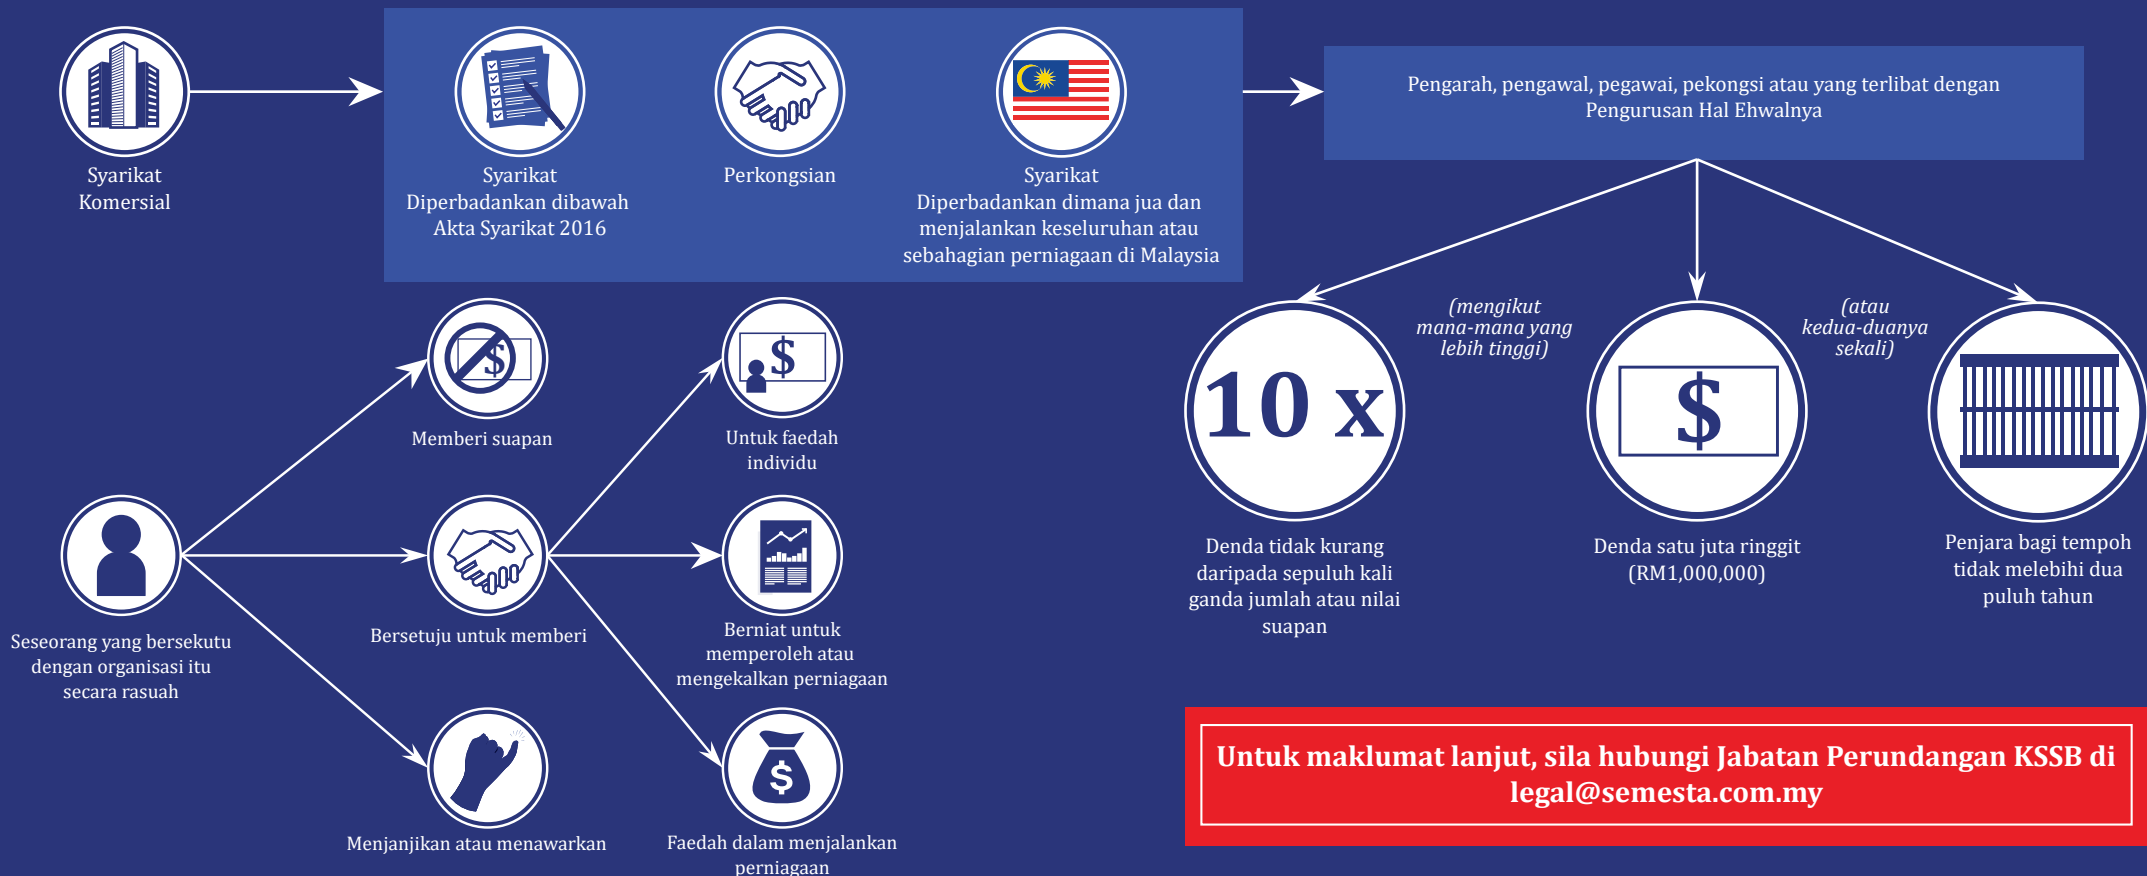 Syarikat
Komersial
Syarikat
Diperbadankan dibawah
Akta Syarikat 2016
Perkongsian
Syarikat
Diperbadankan dimana jua dan
menjalankan keseluruhan atau
sebahagian perniagaan di Malaysia
Pengarah, pengawal, pegawai, pekongsi atau yang terlibat dengan
Pengurusan Hal Ehwalnya
$
Memberi suapan
$
Untuk faedah
individu
Seseorang yang bersekutu
dengan organisasi itu
secara rasuah
Bersetuju untuk memberi
Berniat untuk
memperoleh atau
mengekalkan perniagaan
Menjanjikan atau menawarkan
$
Faedah dalam menjalankan
perniagaan
10 x
(mengikut
mana-mana yang
lebih tinggi)
$
(atau
kedua-duanya
sekali)
Denda tidak kurang
daripada sepuluh kali
ganda jumlah atau nilai
suapan
Denda satu juta ringgit
(RM1,000,000)
Penjara bagi tempoh
tidak melebihi dua
puluh tahun
Untuk maklumat lanjut, sila hubungi Jabatan Perundangan KSSB di
legal@semesta.com.my